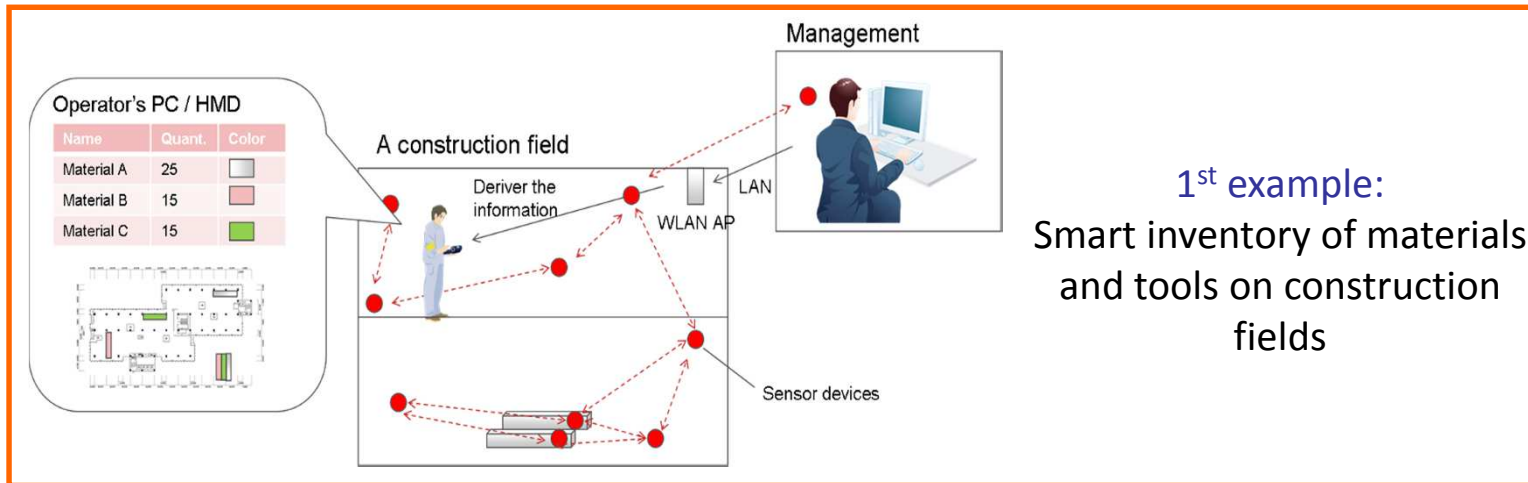 Management
Operator's PC / HMD
Name Quant. Color
Material A 25
Material B 15
Material C 15
A construction field
Deriver the
information
LAN
WLAN AP
Sensor devices
1st example:
Smart inventory of materials
and tools on construction
fields